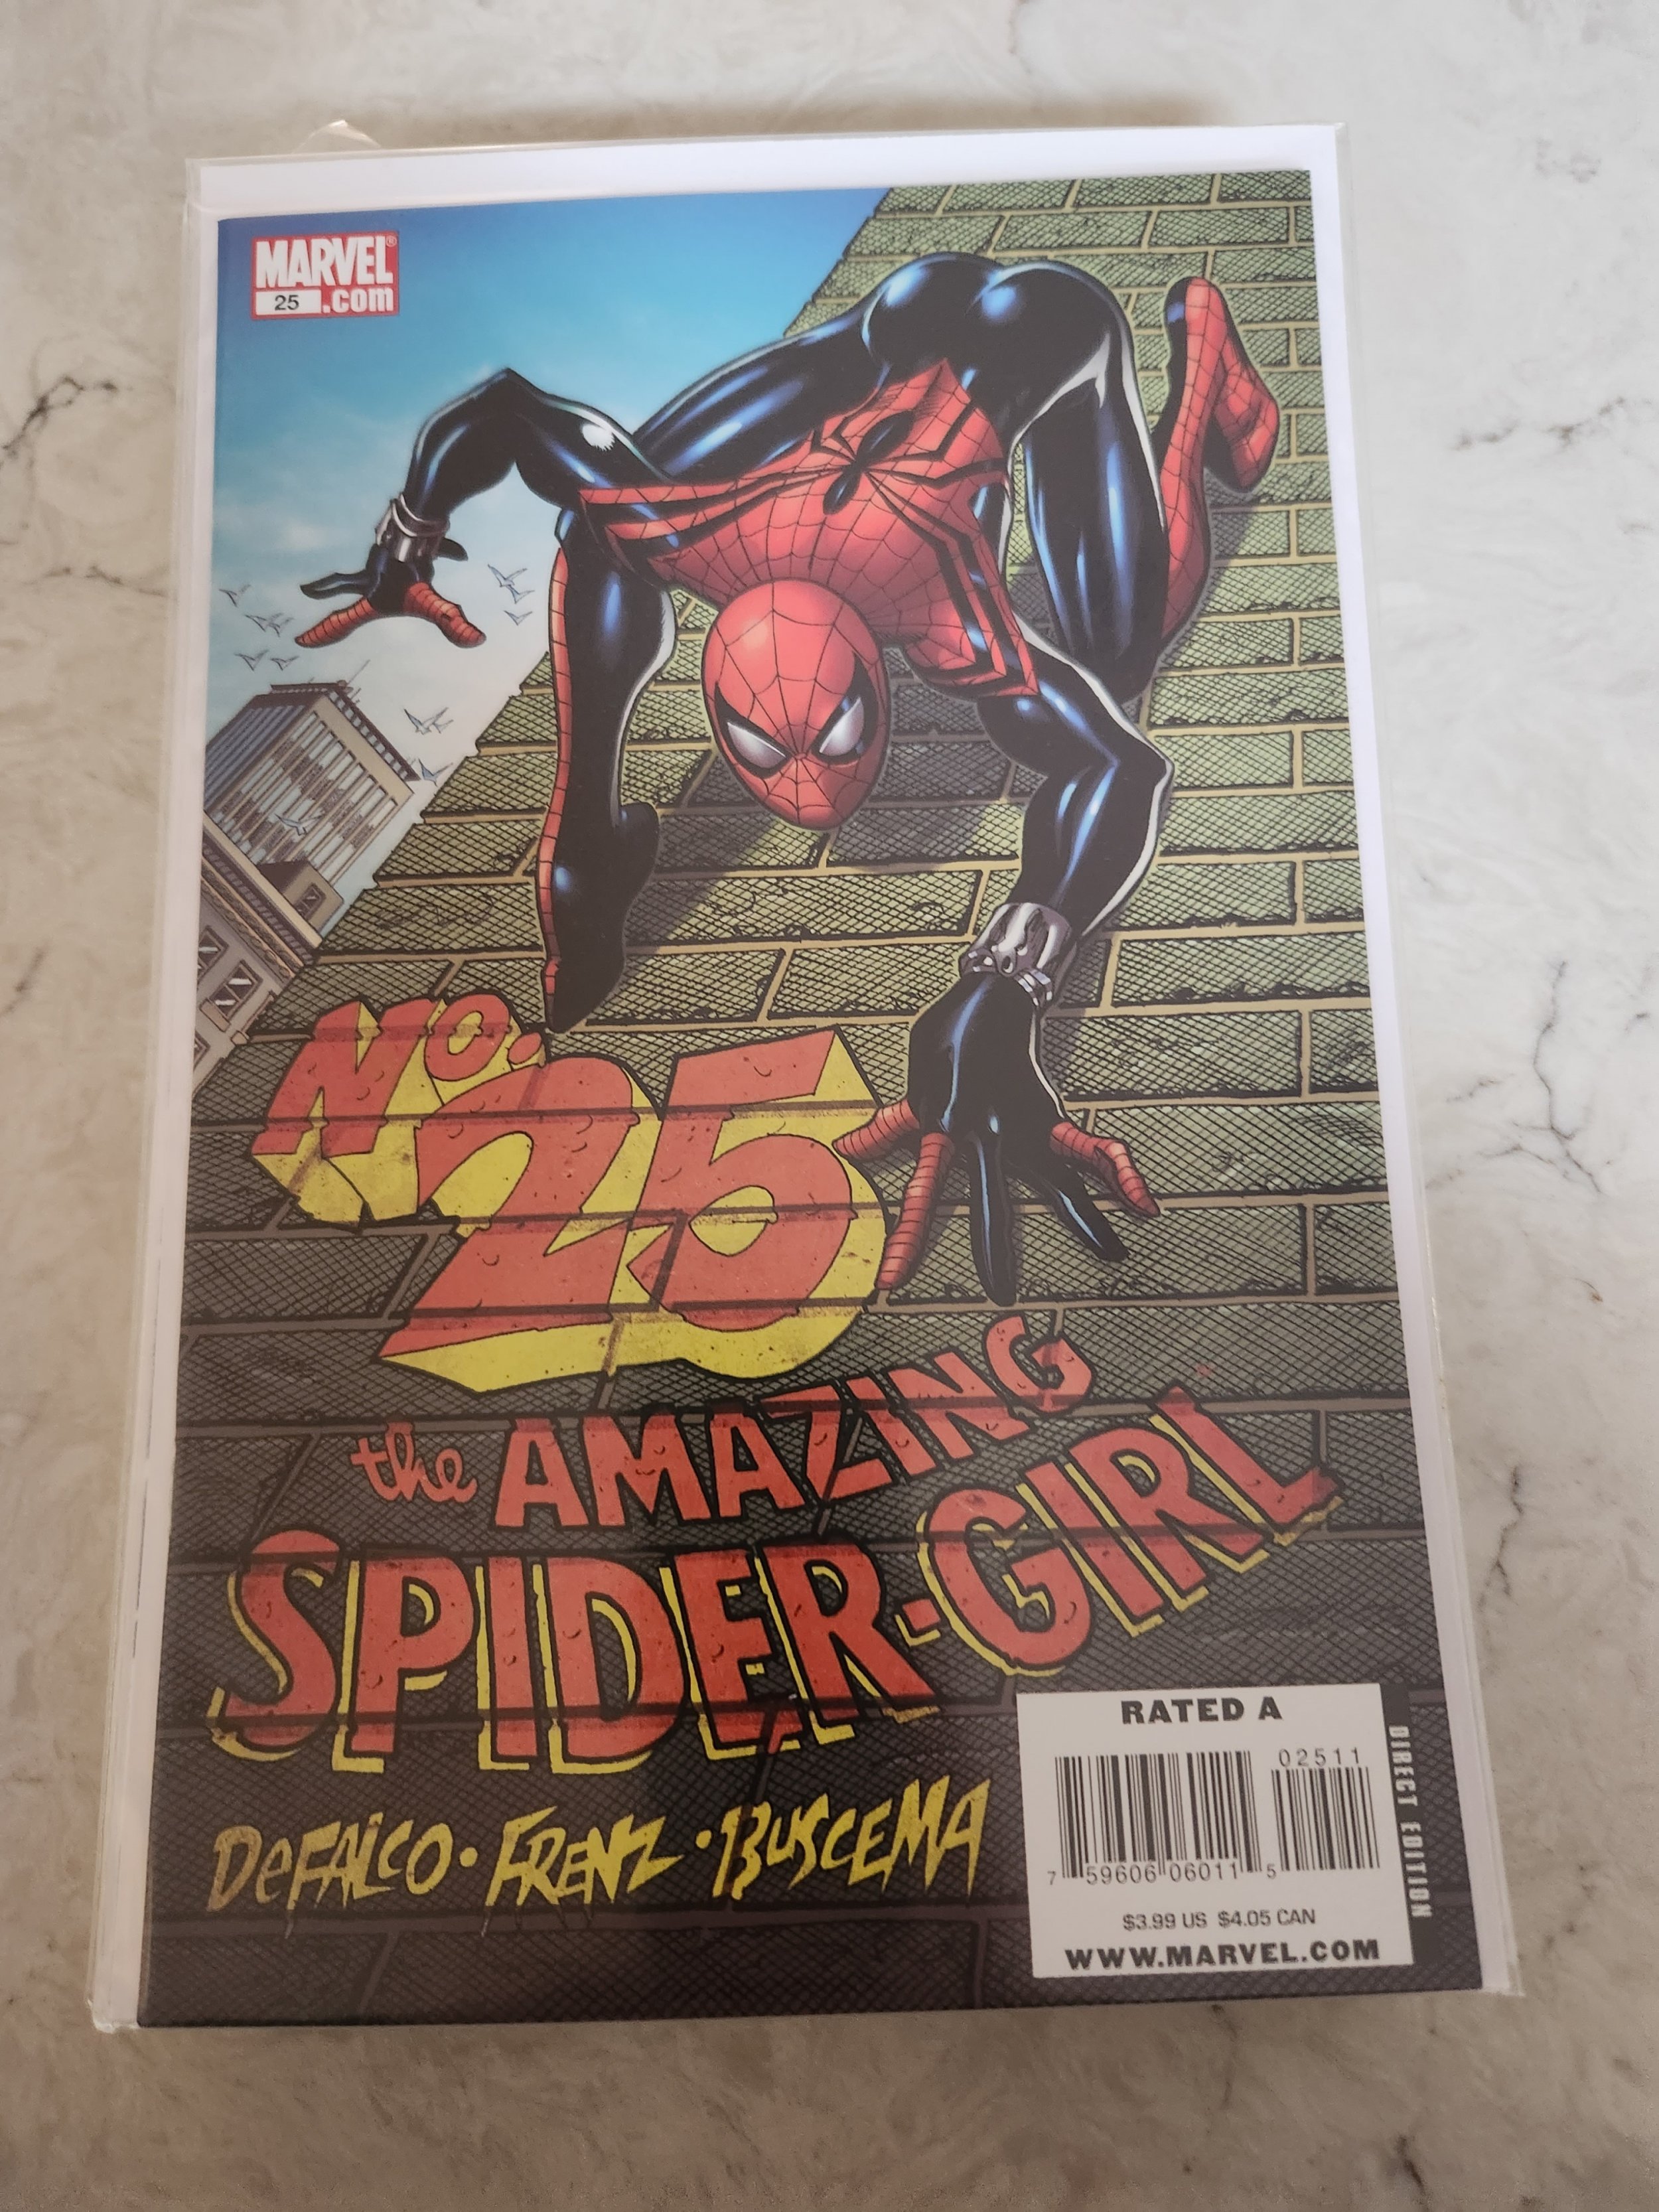 MARVEL®
25 .com
No. 25
the AMAZING
SPIDER-GIRL
DeFALCO • FRENZ • BUSCEMA
RATED A
02511
7 59606 06011 5
$3.99 US $4.05 CAN
WWW.MARVEL.COM
DIRECT EDITION